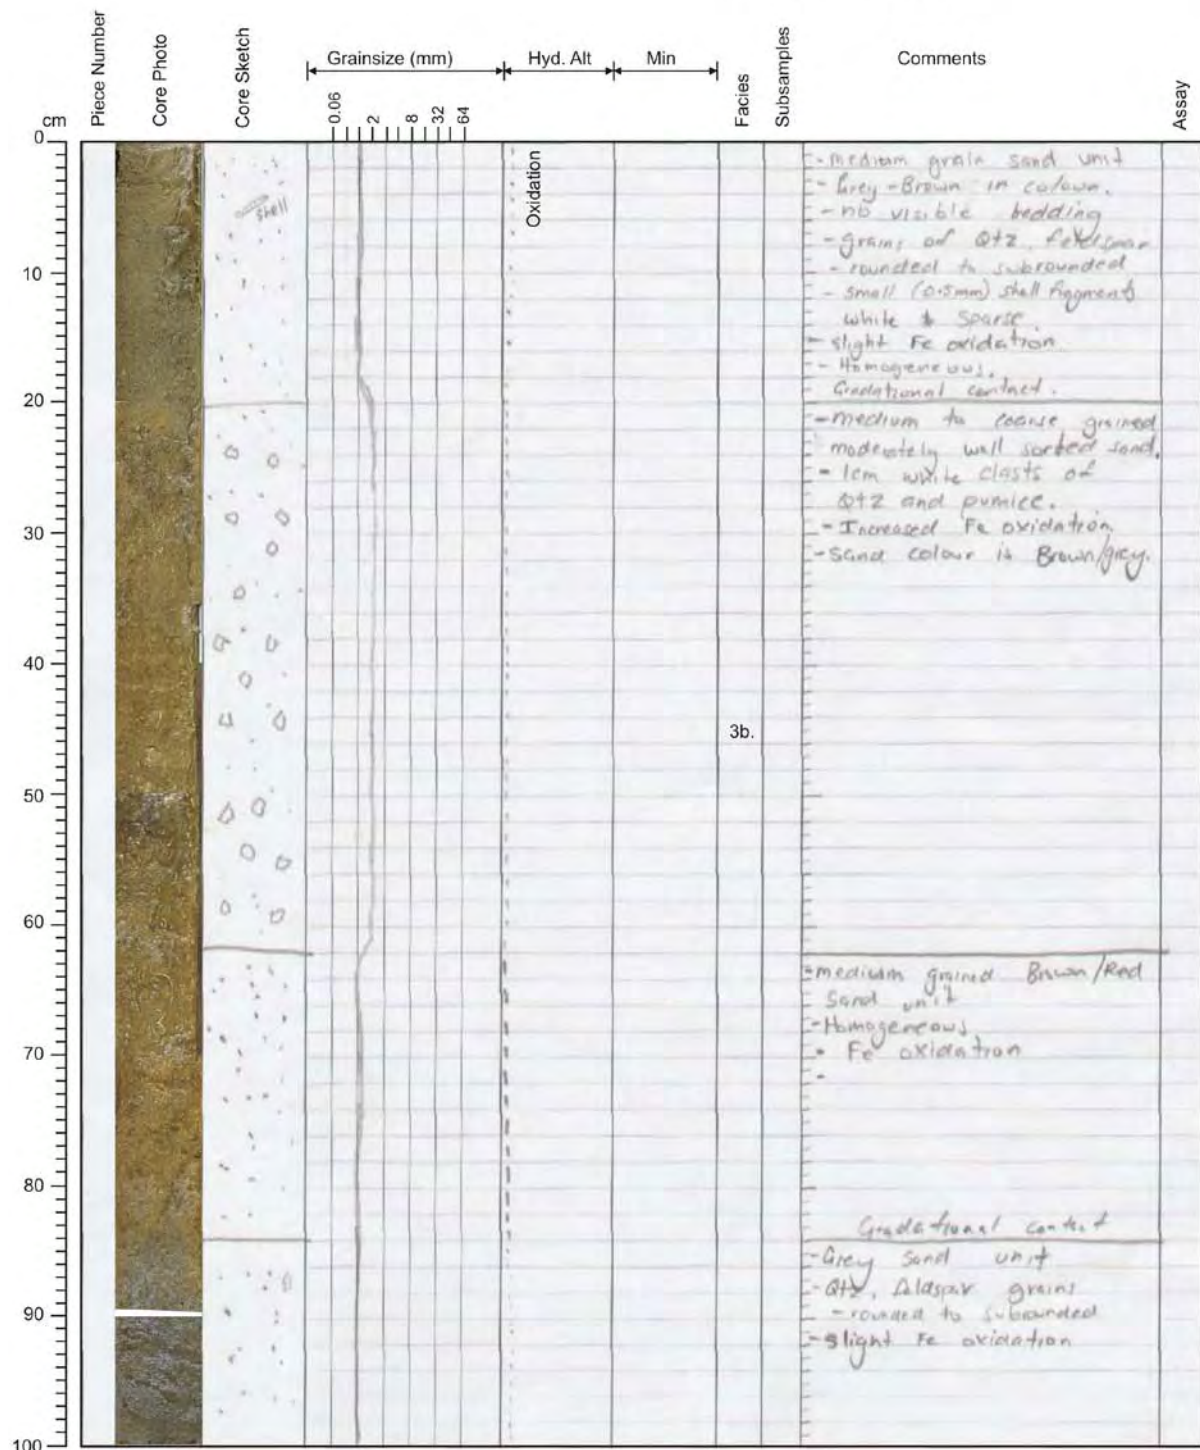 Piece Number
Core Photo
Core Sketch
Grainsize (mm)
Hyd. Alt
Min
Facies
Subsamples
Comments
Assay
cm
0.06
2
8
32
64
0
10
20
30
40
50
60
70
80
90
100
shell
Oxidation
3b.
- medium grain sand unit
- Grey-Brown in colour.
- no visible bedding
- grains of Qtz, feldspar
- rounded to subrounded
- small (0.5mm) shell fragments
white & sparse.
- slight Fe oxidation
- Homogeneous.
Gradational contact.
- medium to coarse grained
moderately well sorted sand.
- 1cm white clasts of
Qtz and pumice.
- Increased Fe oxidation.
- Sand colour is Brown/grey.
- medium grained Brown/Red
Sand unit
- Homogeneous
- Fe oxidation
-
Gradational contact
- Grey sand unit
- Qtz, feldspar grains
- rounded to subrounded
- slight Fe oxidation